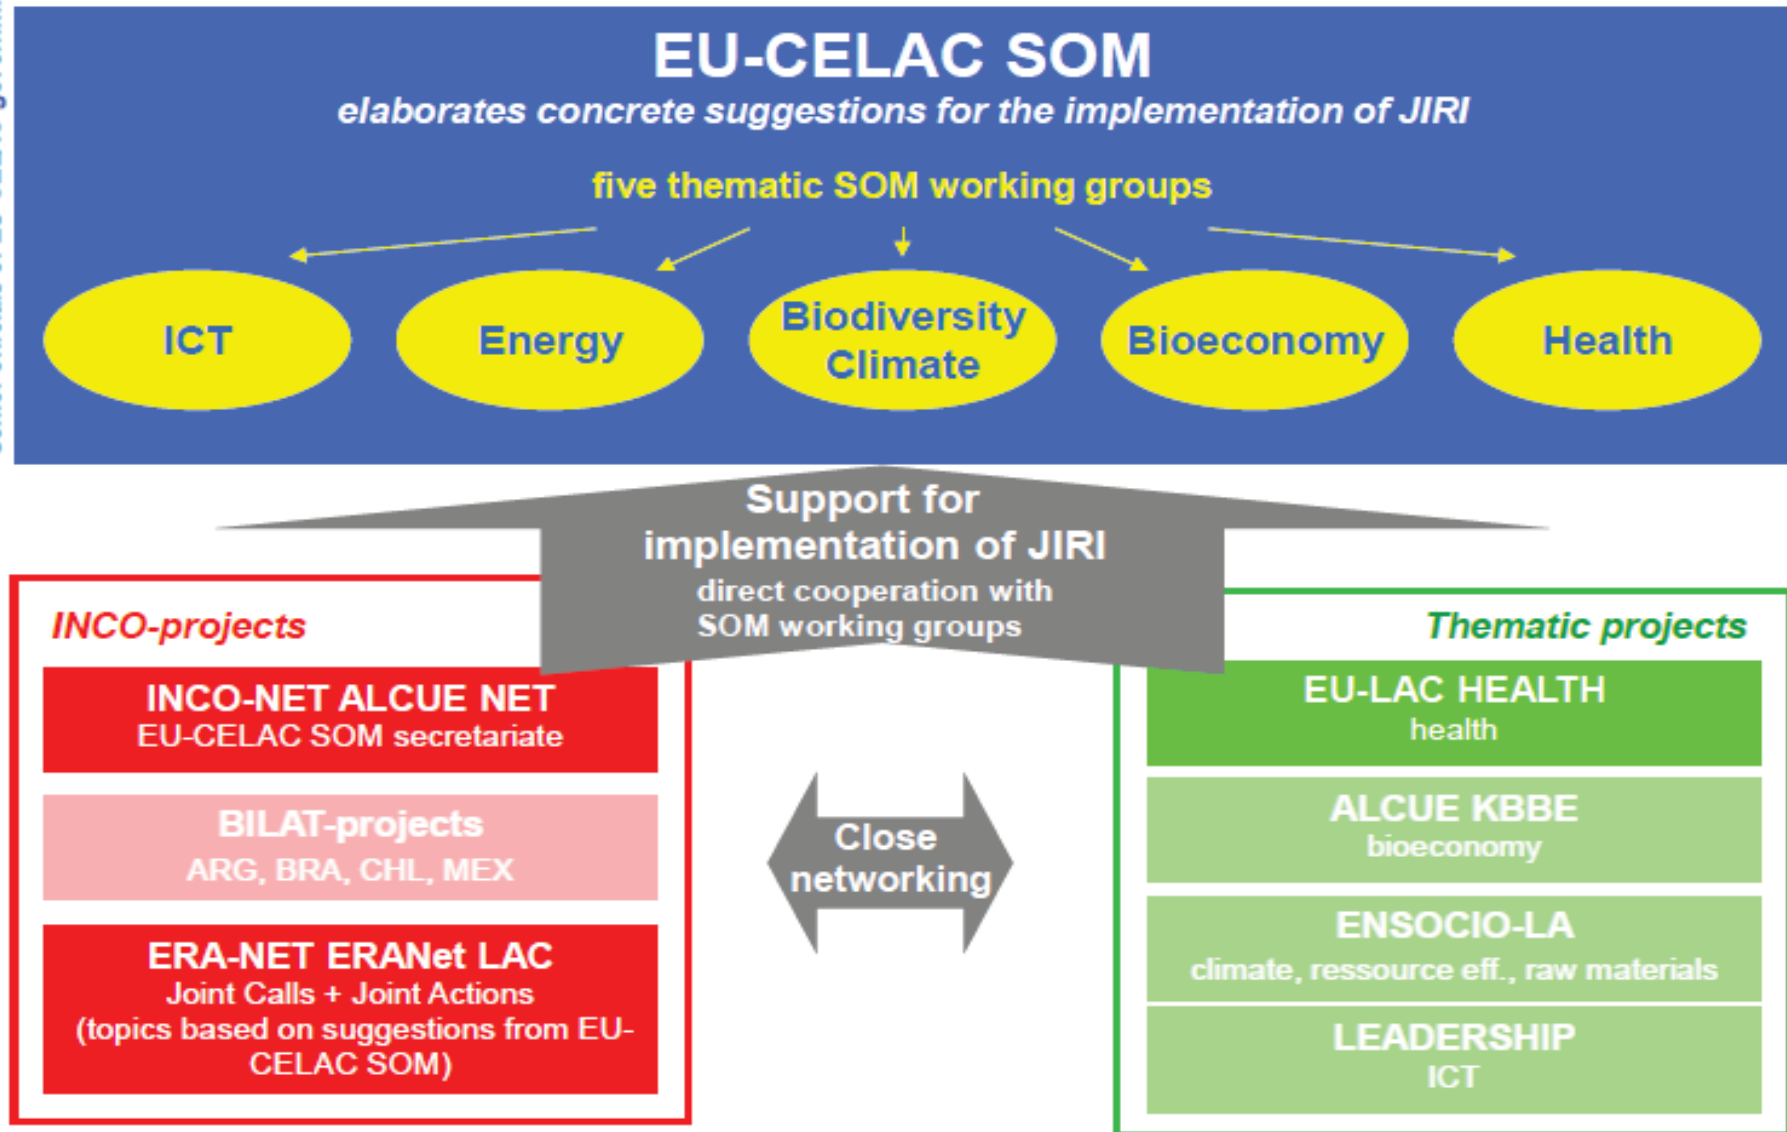 EU-CELAC SOM
elaborates concrete suggestions for the implementation of JIRI
five thematic SOM working groups
ICT
Energy
Biodiversity
Climate
Bioeconomy
Health
Support for
implementation of JIRI
direct cooperation with
SOM working groups
INCO-projects
INCO-NET ALCUE NET
EU-CELAC SOM secretariate
BILAT-projects
ARG, BRA, CHL, MEX
ERA-NET ERANet LAC
Joint Calls + Joint Actions
(topics based on suggestions from EU-
CELAC SOM)
Close
networking
Thematic projects
EU-LAC HEALTH
health
ALCUE KBBE
bioeconomy
ENSOCIO-LA
climate, ressource eff., raw materials
LEADERSHIP
ICT